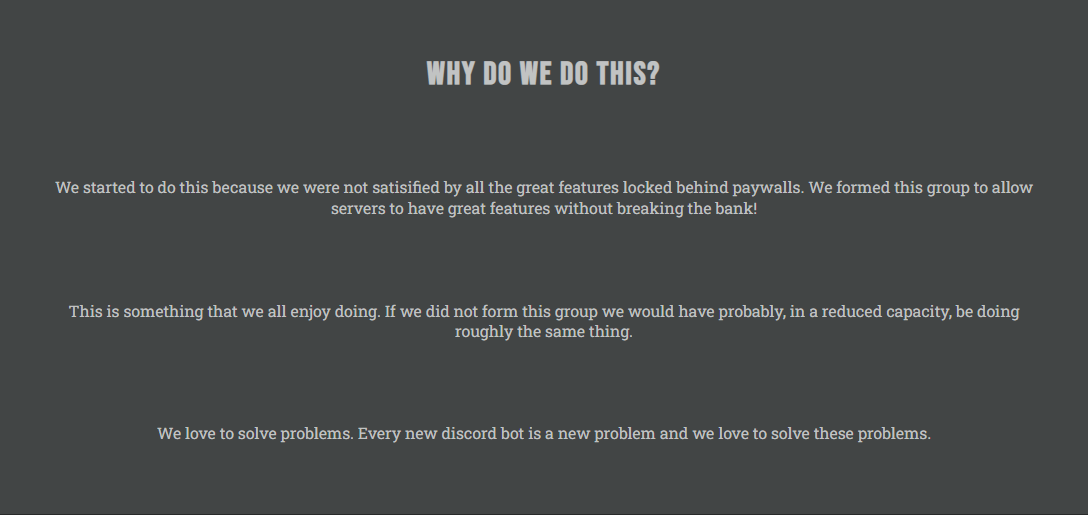 WHY DO WE DO THIS?
We started to do this because we were not satisified by all the great features locked behind paywalls. We formed this group to allow
servers to have great features without breaking the bank!
This is something that we all enjoy doing. If we did not form this group we would have probably, in a reduced capacity, be doing
roughly the same thing.
We love to solve problems. Every new discord bot is a new problem and we love to solve these problems.